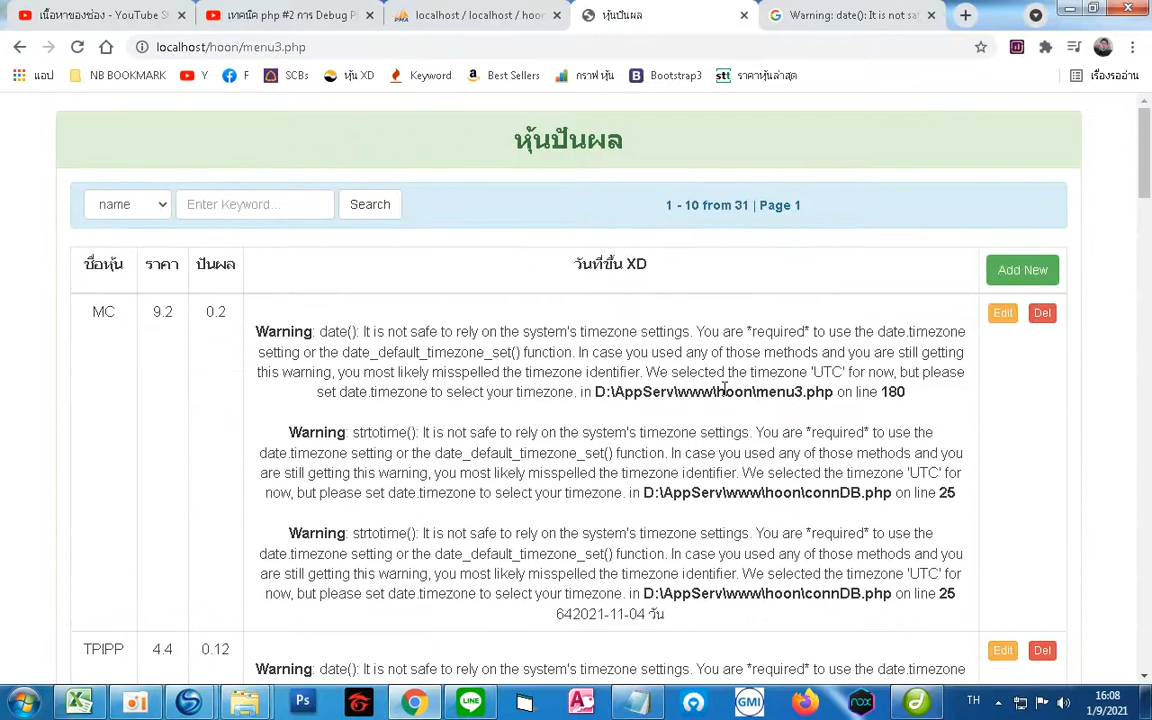 เนื้อหาของช่อง - YouTube S
เทคนิค php #2 การ Debug P
localhost / localhost / hoon
หุ้นปันผล
Warning: date(): It is not saf
localhost/hoon/menu3.php
แอป
NB BOOKMARK
Y
F
SCBs
หุ้น XD
Keyword
Best Sellers
กราฟ หุ้น
Bootstrap3
stt
ราคาหุ้นล่าสุด
เรื่องรออ่าน
หุ้นปันผล
name
Enter Keyword...
Search
1 - 10 from 31 | Page 1
ชื่อหุ้น ราคา ปันผล วันที่ขึ้น XD Add New
MC 9.2 0.2 Edit Del
Warning: date(): It is not safe to rely on the system's timezone settings. You are *required* to use the date.timezone
setting or the date_default_timezone_set() function. In case you used any of those methods and you are still getting
this warning, you most likely misspelled the timezone identifier. We selected the timezone 'UTC' for now, but please
set date.timezone to select your timezone. in D:\AppServ\www\hoon\menu3.php on line 180
Warning: strtotime(): It is not safe to rely on the system's timezone settings. You are *required* to use the
date.timezone setting or the date_default_timezone_set() function. In case you used any of those methods and you
are still getting this warning, you most likely misspelled the timezone identifier. We selected the timezone 'UTC' for
now, but please set date.timezone to select your timezone. in D:\AppServ\www\hoon\connDB.php on line 25
Warning: strtotime(): It is not safe to rely on the system's timezone settings. You are *required* to use the
date.timezone setting or the date_default_timezone_set() function. In case you used any of those methods and you
are still getting this warning, you most likely misspelled the timezone identifier. We selected the timezone 'UTC' for
now, but please set date.timezone to select your timezone. in D:\AppServ\www\hoon\connDB.php on line 25
642021-11-04 วัน
TPIPP 4.4 0.12 Edit Del
Warning: date(): It is not safe to rely on the system's timezone settings. You are *required* to use the date.timezone
Ps
LINE
GMI
nox
TH
16:08
1/9/2021